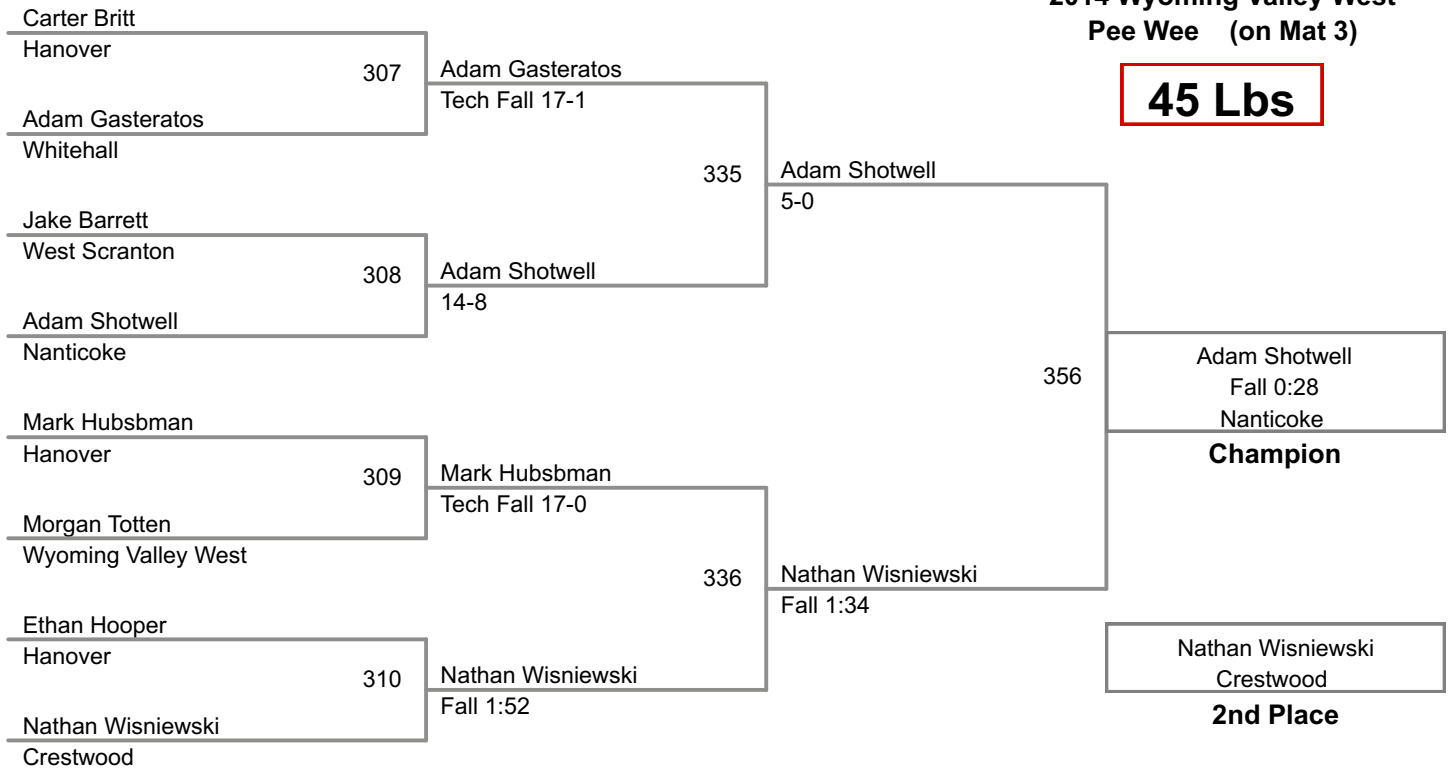 2014 Wyoming Valley West
Pee Wee (on Mat 3)
45 Lbs
Carter Britt
Hanover
307
Adam Gasteratos
Whitehall
Adam Gasteratos
Tech Fall 17-1
Jake Barrett
West Scranton
308
Adam Shotwell
Nanticoke
Adam Shotwell
14-8
335
Adam Shotwell
5-0
Mark Hubsbman
Hanover
309
Morgan Totten
Wyoming Valley West
Mark Hubsbman
Tech Fall 17-0
Ethan Hooper
Hanover
310
Nathan Wisniewski
Crestwood
Nathan Wisniewski
Fall 1:52
336
Nathan Wisniewski
Fall 1:34
356
Adam Shotwell
Fall 0:28
Nanticoke
Champion
Nathan Wisniewski
Crestwood
2nd Place